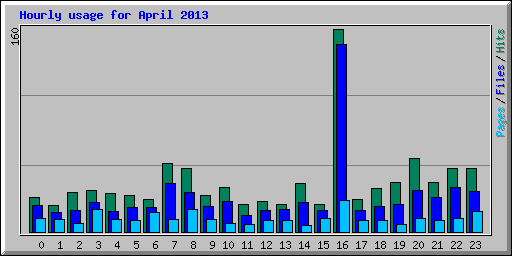 Hourly usage for April 2013
160
Pages / Files / Hits
0 1 2 3 4 5 6 7 8 9 10 11 12 13 14 15 16 17 18 19 20 21 22 23